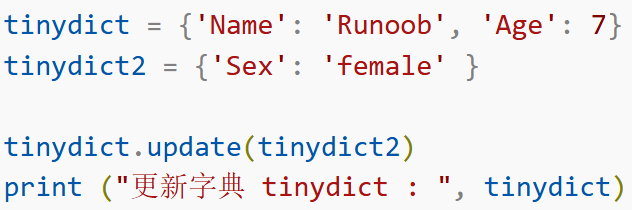 tinydict = {'Name': 'Runoob', 'Age': 7}
tinydict2 = {'Sex': 'female' }
tinydict.update(tinydict2)
print ("更新字典 tinydict : ", tinydict)